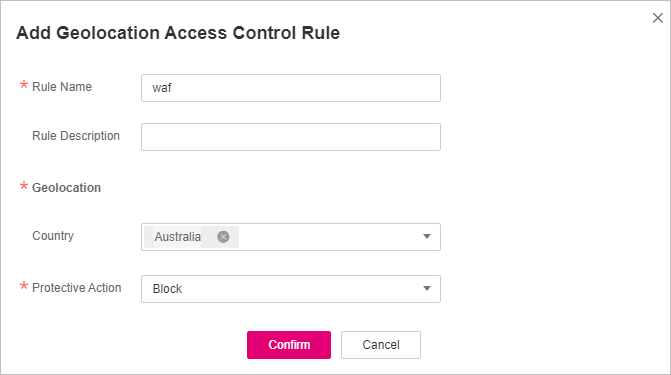 Add Geolocation Access Control Rule
* Rule Name waf
Rule Description
* Geolocation
Country Australia
* Protective Action Block
Confirm Cancel